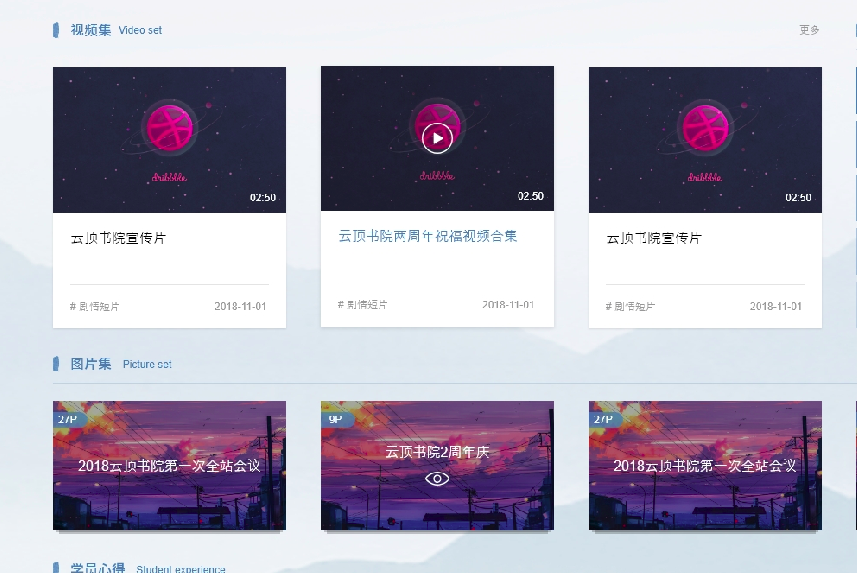 视频集 Video set 更多
dribbble dribbble dribbble
02:50 02:50 02:50
云顶书院宣传片 云顶书院两周年祝福视频合集 云顶书院宣传片
# 剧情短片 2018-11-01 # 剧情短片 2018-11-01 # 剧情短片 2018-11-01
图片集 Picture set
27P 9P 27P
云顶书院2周年庆
2018云顶书院第一次全站会议 2018云顶书院第一次全站会议
学员心得 Student experience